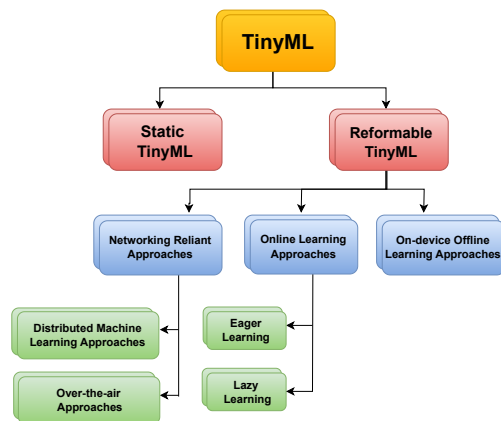 TinyML
Static
TinyML
Reformable
TinyML
Networking Reliant
Approaches
Online Learning
Approaches
On-device Offline
Learning Approaches
Distributed Machine
Learning Approaches
Over-the-air
Approaches
Eager
Learning
Lazy
Learning